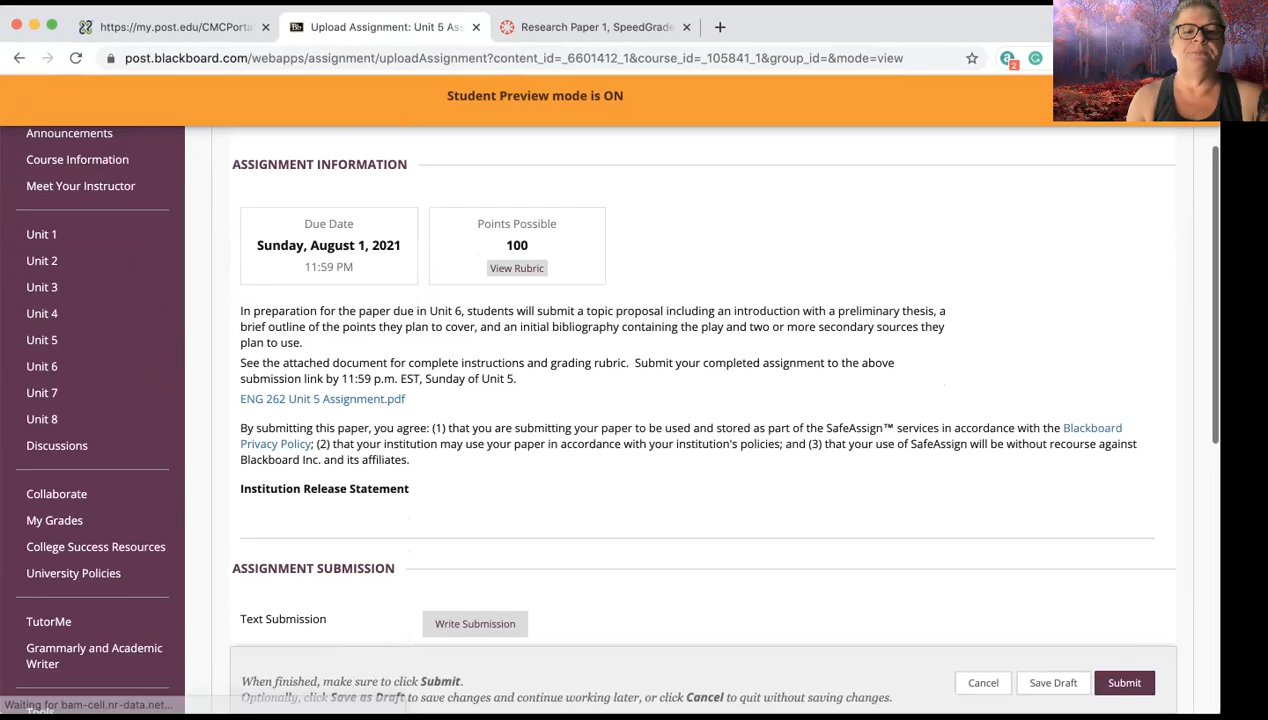 https://my.post.edu/CMCPorta
Bb Upload Assignment: Unit 5 Ass
Research Paper 1, SpeedGrade
post.blackboard.com/webapps/assignment/uploadAssignment?content_id=_6601412_1&course_id=_105841_1&group_id=&mode=view
2
Student Preview mode is ON
Announcements
Course Information
Meet Your Instructor
Unit 1
Unit 2
Unit 3
Unit 4
Unit 5
Unit 6
Unit 7
Unit 8
Discussions
Collaborate
My Grades
College Success Resources
University Policies
TutorMe
Grammarly and Academic
Writer
Tools
Waiting for bam-cell.nr-data.net...
ASSIGNMENT INFORMATION
Due Date
Sunday, August 1, 2021
11:59 PM
Points Possible
100
View Rubric
In preparation for the paper due in Unit 6, students will submit a topic proposal including an introduction with a preliminary thesis, a
brief outline of the points they plan to cover, and an initial bibliography containing the play and two or more secondary sources they
plan to use.
See the attached document for complete instructions and grading rubric.  Submit your completed assignment to the above
submission link by 11:59 p.m. EST, Sunday of Unit 5.
ENG 262 Unit 5 Assignment.pdf
By submitting this paper, you agree: (1) that you are submitting your paper to be used and stored as part of the SafeAssign™ services in accordance with the Blackboard
Privacy Policy; (2) that your institution may use your paper in accordance with your institution's policies; and (3) that your use of SafeAssign will be without recourse against
Blackboard Inc. and its affiliates.
Institution Release Statement
ASSIGNMENT SUBMISSION
Text Submission
Write Submission
When finished, make sure to click Submit.
Optionally, click Save as Draft to save changes and continue working later, or click Cancel to quit without saving changes.
Cancel
Save Draft
Submit